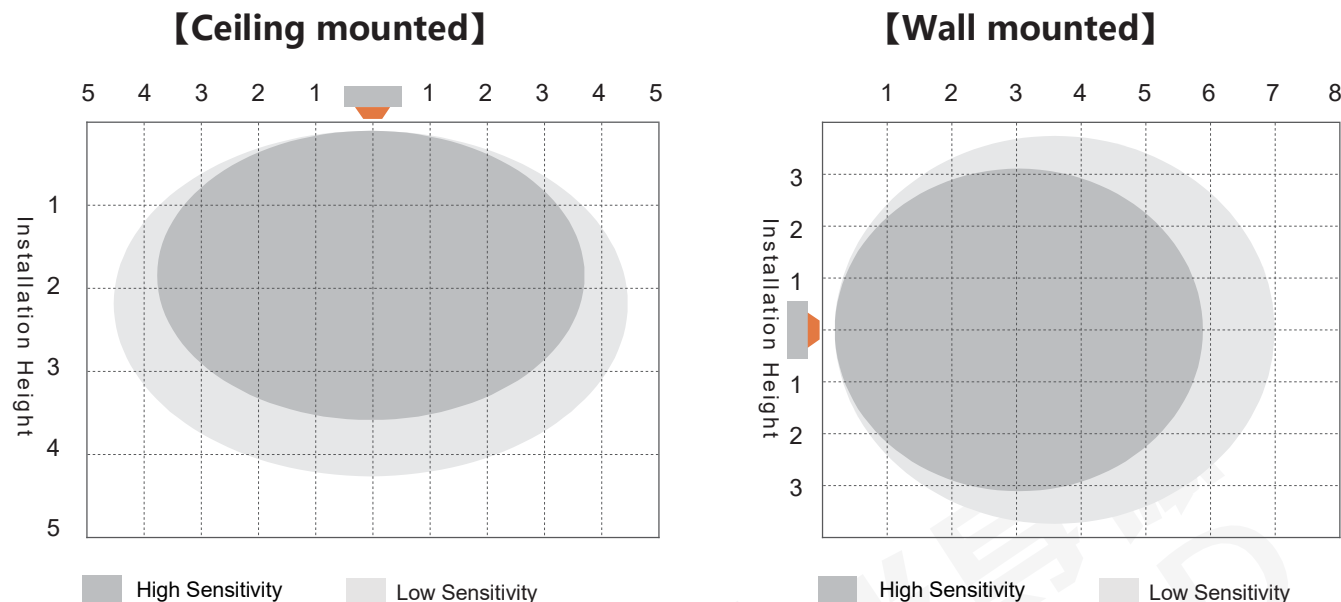 【Ceiling mounted】
5 4 3 2 1 1 2 3 4 5
Installation Height
1
2
3
4
5
High Sensitivity
Low Sensitivity
【Wall mounted】
1 2 3 4 5 6 7 8
Installation Height
3
2
1
1
2
3
High Sensitivity
Low Sensitivity